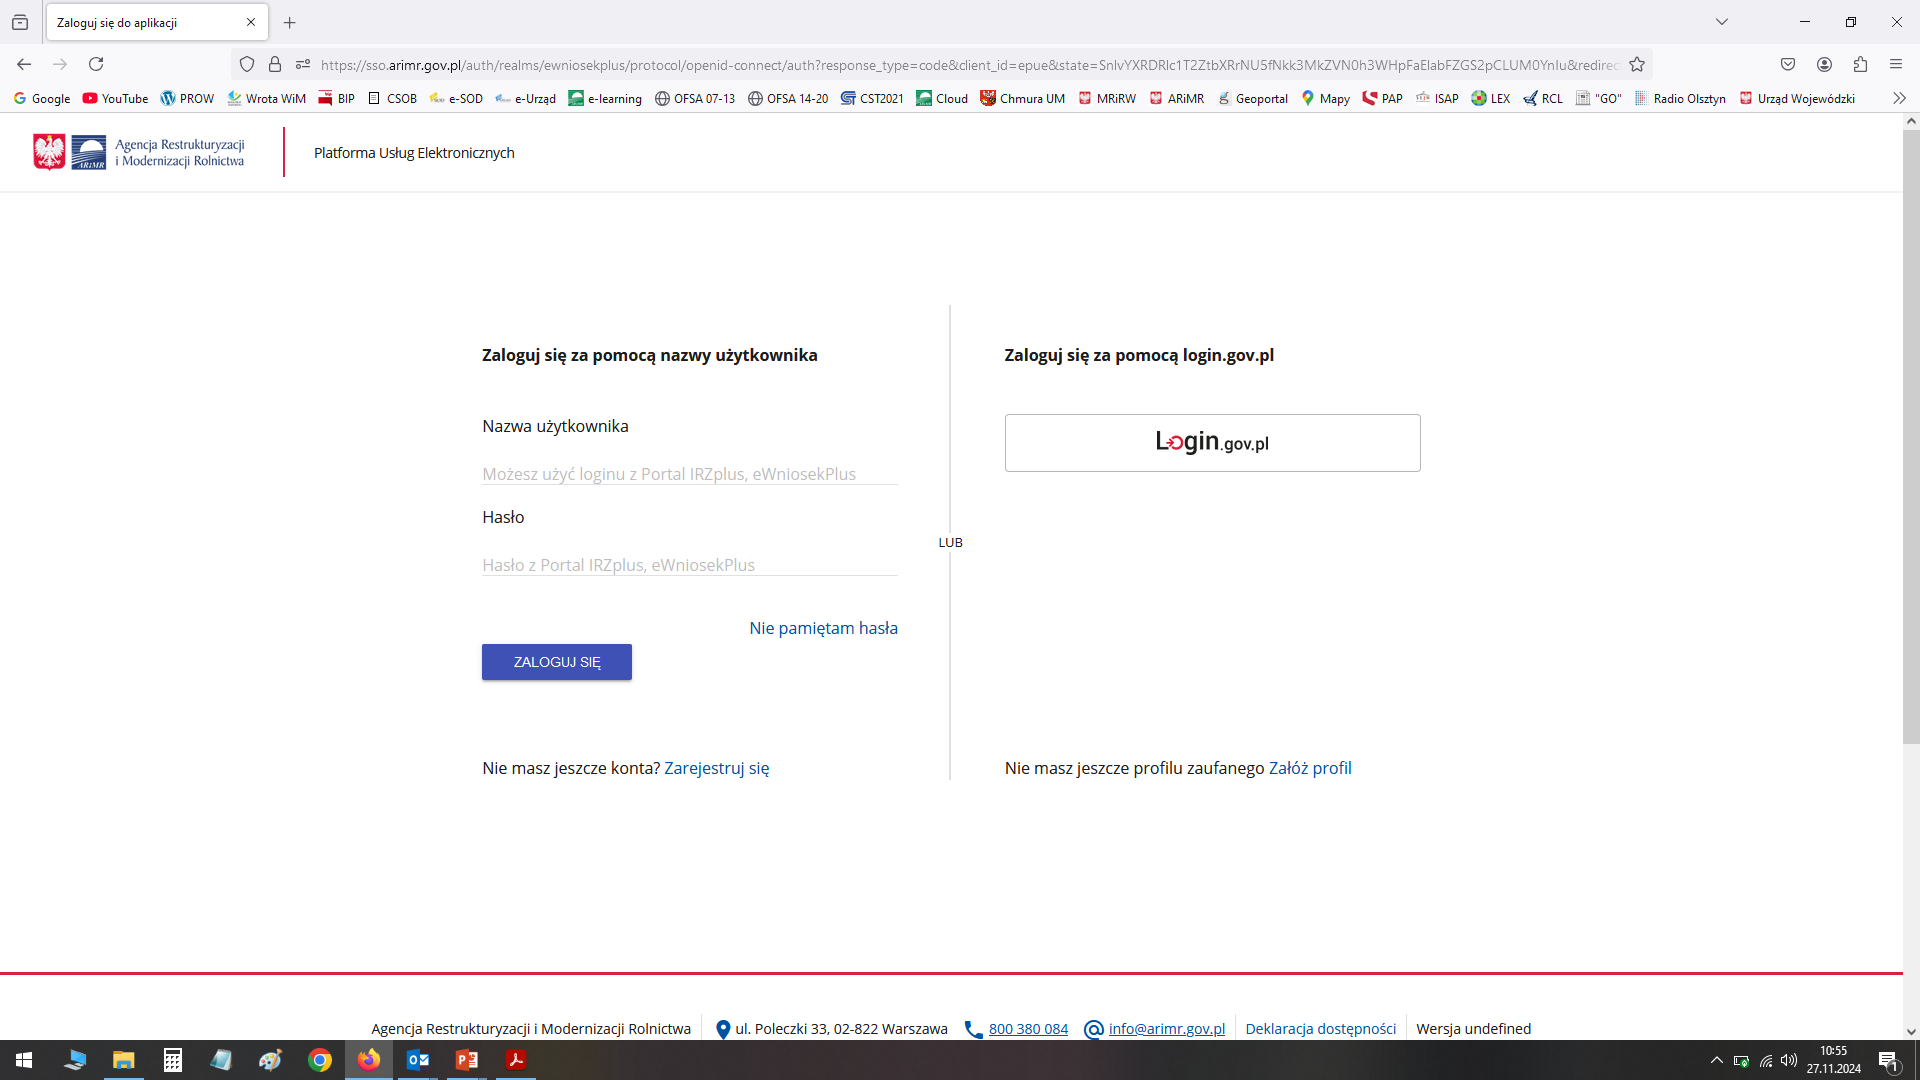 Zaloguj się do aplikacji
https://sso.arimr.gov.pl/auth/realms/ewniosekplus/protocol/openid-connect/auth?response_type=code&client_id=epue&state=
Google YouTube PROW Wrota WiM BIP CSOB e-SOD e-Urząd e-learning OFSA 07-13 OFSA 14-20 CST2021 Cloud Chmura UM MRiRW ARiMR Geoportal Mapy PAP ISAP LEX RCL "GO" Radio Olsztyn Urząd Wojewódzki
Agencja Restrukturyzacji
i Modernizacji Rolnictwa
ARiMR
Platforma Usług Elektronicznych
Zaloguj się za pomocą nazwy użytkownika
Nazwa użytkownika
Możesz użyć loginu z Portal IRZplus, eWniosekPlus
Hasło
Hasło z Portal IRZplus, eWniosekPlus
Nie pamiętam hasła
ZALOGUJ SIĘ
Nie masz jeszcze konta? Zarejestruj się
LUB
Zaloguj się za pomocą login.gov.pl
Login.gov.pl
Nie masz jeszcze profilu zaufanego Załóż profil
Agencja Restrukturyzacji i Modernizacji Rolnictwa ul. Poleczki 33, 02-822 Warszawa 800 380 084 info@arimr.gov.pl Deklaracja dostępności Wersja undefined
10:55
27.11.2024
1